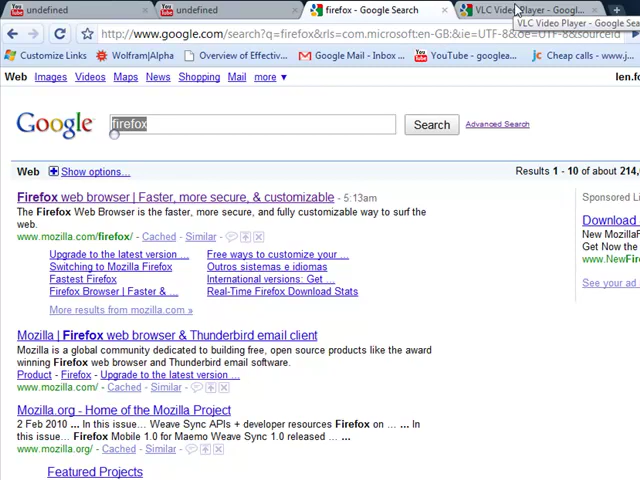 undefined
undefined
firefox - Google Search
VLC Video Player - Googl...
VLC Video Player - Google Sea
http://www.google.com/search?q=firefox&rls=com.microsoft:en-GB:&ie=UTF-8&oe=UTF-8&sourceid
Customize Links
Windows
Overview of Effectiv...
Google Mail - Inbox ...
YouTube - googlea...
Cheap calls - www.j...
Web Images Videos Maps News Shopping Mail more ▼
len.fo
Google
firefox
Search
Advanced Search
Web
Show options...
Results 1 - 10 of about 214,
Firefox web browser | Faster, more secure, & customizable - 5:13am
The Firefox Web Browser is the faster, more secure, and fully customizable way to surf the
web.
www.mozilla.com/firefox/ - Cached - Similar -
Upgrade to the latest version ...
Free ways to customize your ...
Switching to Mozilla Firefox
Outros sistemas e idiomas
Fastest Firefox
International versions: Get ...
Firefox Browser | Faster & ...
Real-Time Firefox Download Stats
More results from mozilla.com »
Sponsored Li
Download
New MozillaF
Get Now the
www.NewFire
See your ad
Mozilla | Firefox web browser & Thunderbird email client
Mozilla is a global community dedicated to building free, open source products like the award
winning Firefox web browser and Thunderbird email software.
Product - Firefox - Upgrade to the latest version ...
www.mozilla.com/ - Cached - Similar -
Mozilla.org - Home of the Mozilla Project
2 Feb 2010 ... In this issue... Weave Sync APIs + developer resources Firefox on ... ... In
this issue... Firefox Mobile 1.0 for Maemo Weave Sync 1.0 released ... ...
www.mozilla.org/ - Cached - Similar -
Featured Projects